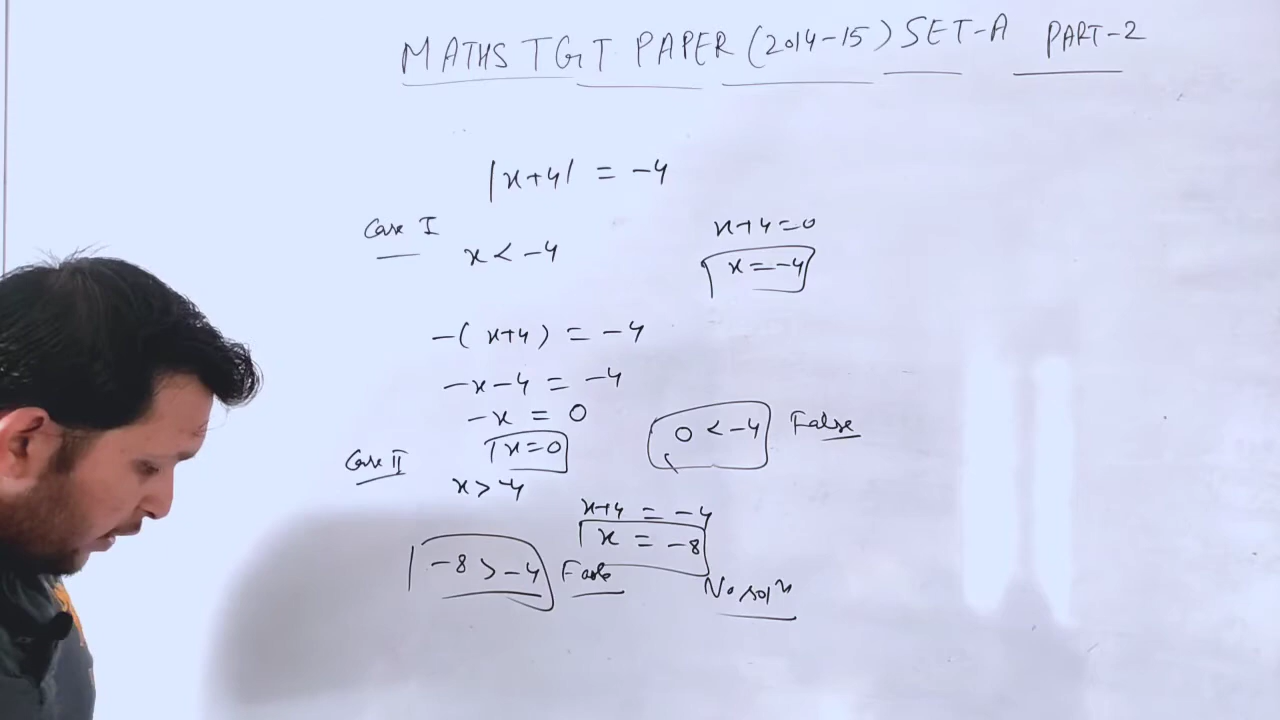 MATHS TGT PAPER (2014-15) SET-A PART-2
|x+4| = -4
Case I
x < -4
x+4=0
x=-4
-(x+4) = -4
-x-4 = -4
-x = 0
x=0
0 < -4 False
Case II
x > -4
x+4 = -4
x = -8
-8 > -4 False
No solⁿ